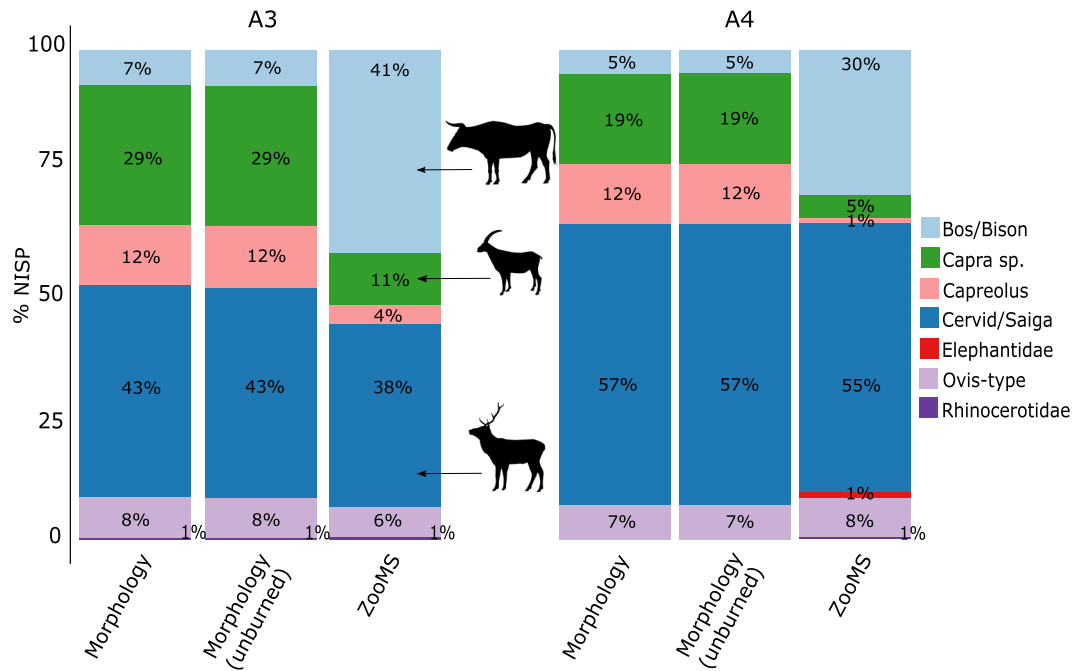 A3
A4
% NISP
100
75
50
25
0
7%
29%
12%
43%
8%
1%
7%
29%
12%
43%
8%
1%
41%
11%
4%
38%
6%
1%
5%
19%
12%
57%
7%
5%
19%
12%
57%
7%
30%
5%
1%
55%
1%
8%
1%
Morphology
Morphology
(unburned)
ZooMS
Morphology
Morphology
(unburned)
ZooMS
Bos/Bison
Capra sp.
Capreolus
Cervid/Saiga
Elephantidae
Ovis-type
Rhinocerotidae